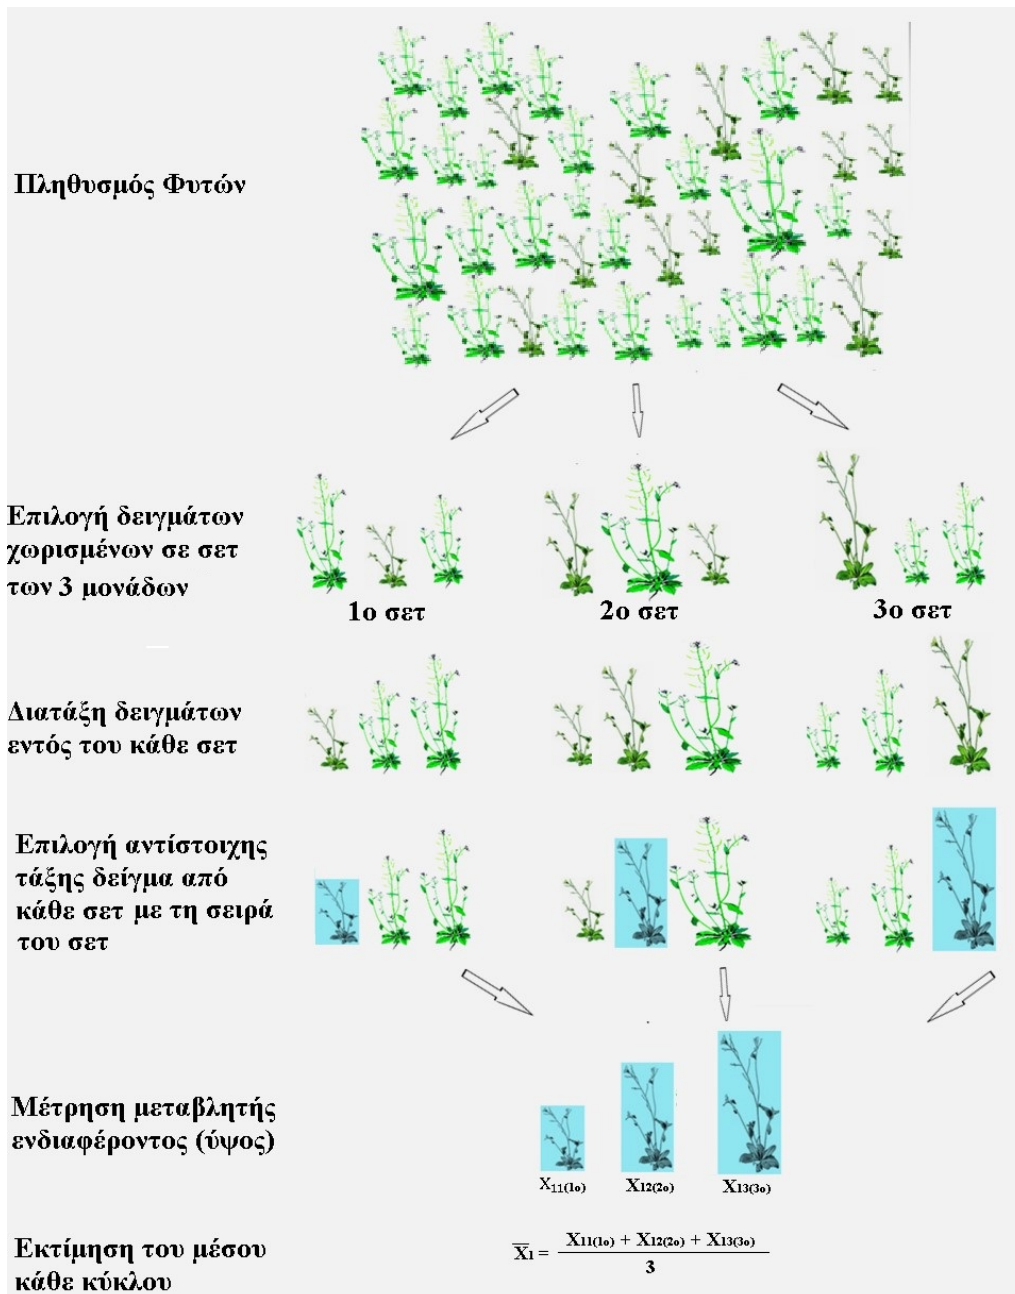 Πληθυσμός Φυτών
Επιλογή δειγμάτων
χωρισμένων σε σετ
των 3 μονάδων
1ο σετ
2ο σετ
3ο σετ
Διατάξη δειγμάτων
εντός του κάθε σετ
Επιλογή αντίστοιχης
τάξης δείγμα από
κάθε σετ με τη σειρά
του σετ
Μέτρηση μεταβλητής
ενδιαφέροντος (ύψος)
X11(1ο)
X12(2ο)
X13(3ο)
Εκτίμηση του μέσου
κάθε κύκλου
X̅1 = X11(1ο) + X12(2ο) + X13(3ο)
3